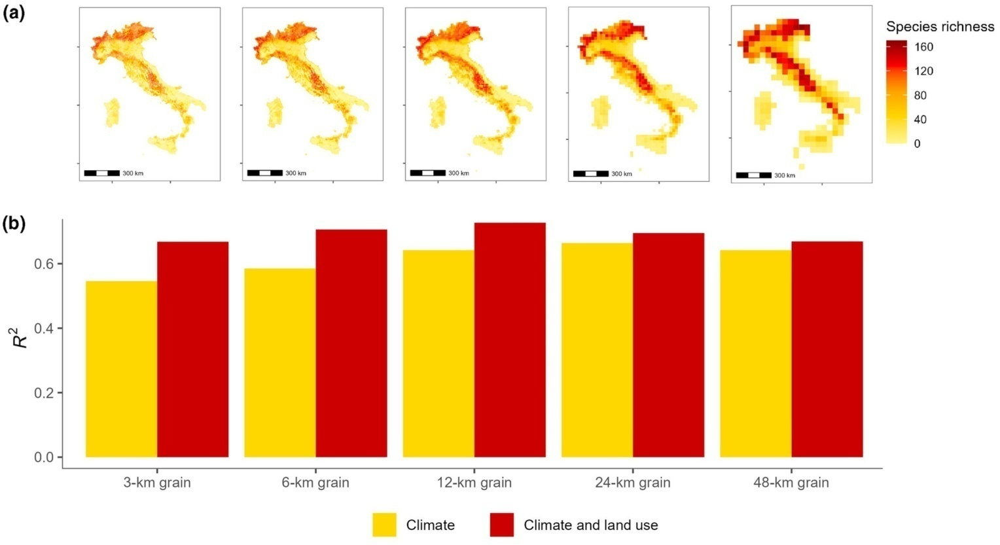 (a)
Species richness
160
120
80
40
0
300 km
300 km
300 km
300 km
300 km
(b)
R²
0.6
0.4
0.2
0.0
3-km grain
6-km grain
12-km grain
24-km grain
48-km grain
Climate
Climate and land use